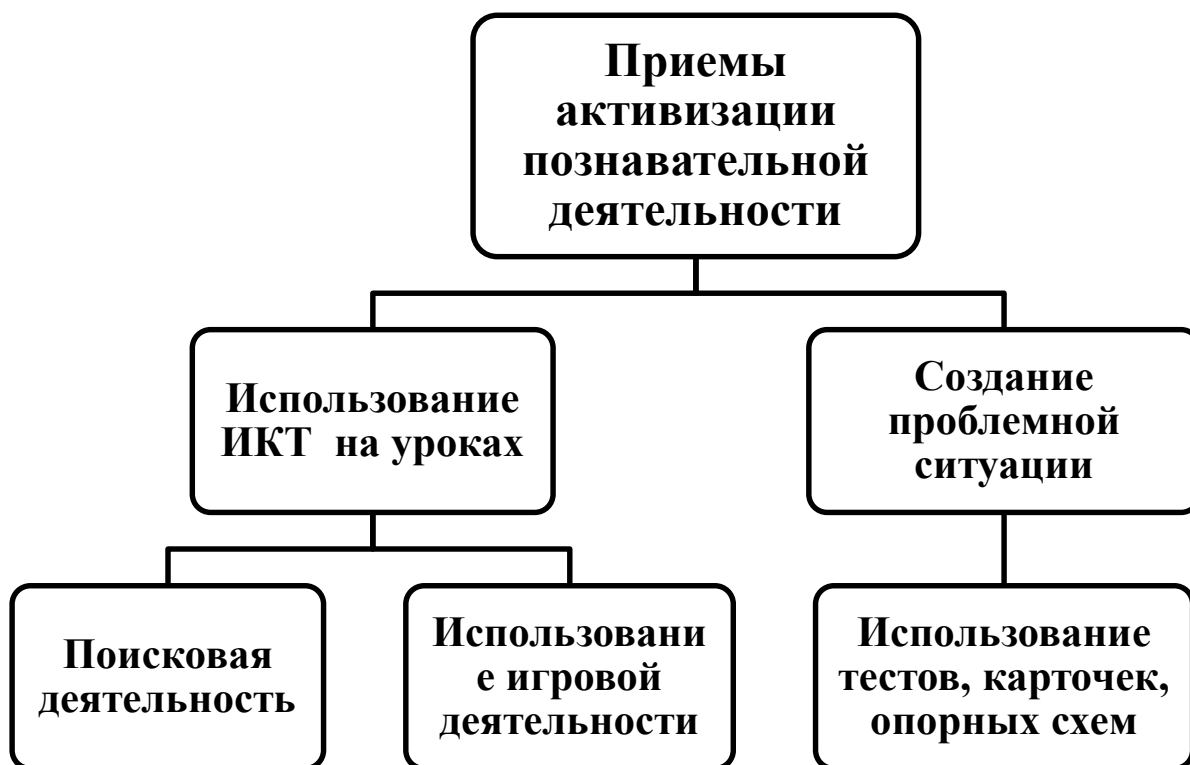 Приемы
активизации
познавательной
деятельности
Использование
ИКТ  на уроках
Создание
проблемной
ситуации
Поисковая
деятельность
Использовани
е игровой
деятельности
Использование
тестов, карточек,
опорных схем